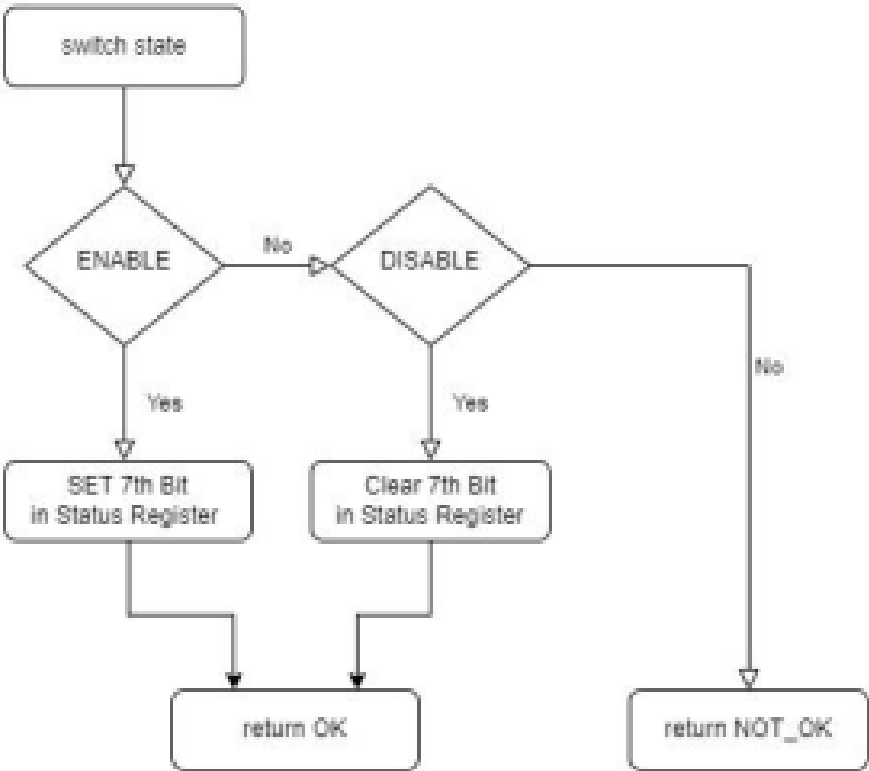 switch state
ENABLE
No
DISABLE
No
Yes
Yes
SET 7th Bit
in Status Register
Clear 7th Bit
in Status Register
return OK
return NOT_OK